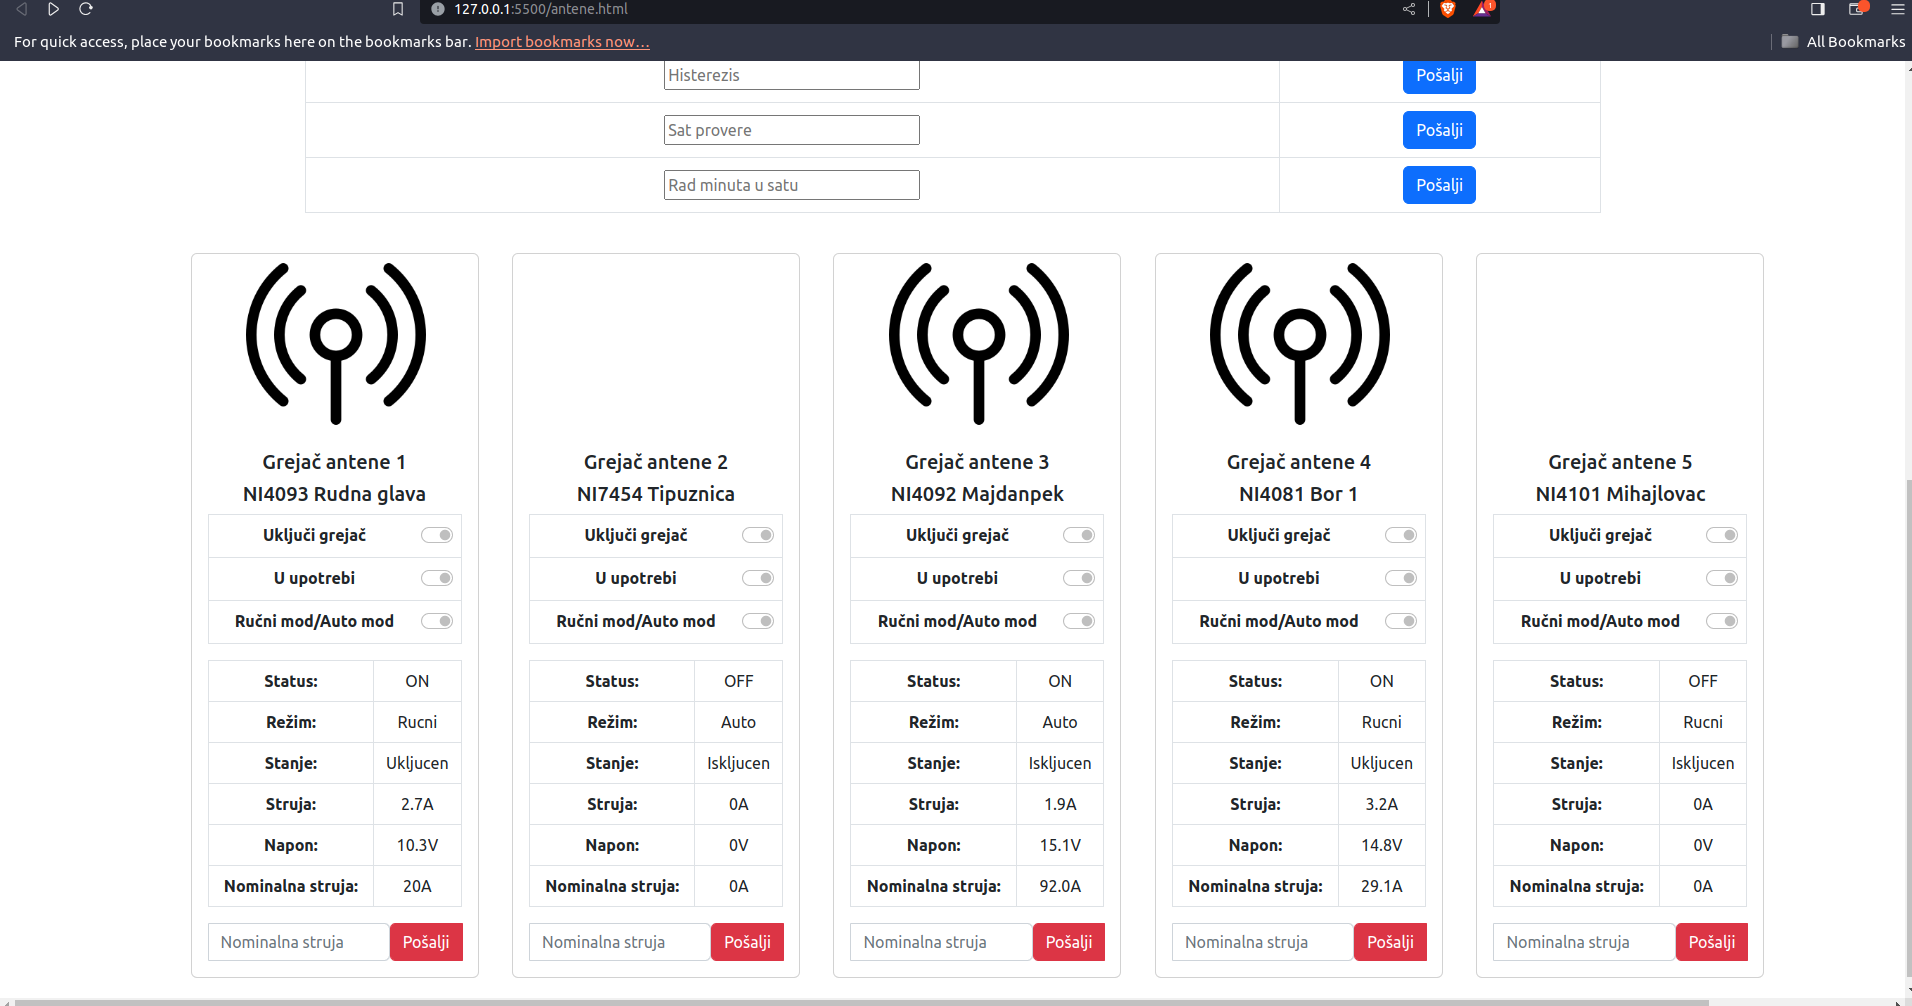 127.0.0.1:5500/antene.html
1
For quick access, place your bookmarks here on the bookmarks bar. Import bookmarks now...
All Bookmarks
Histerezis Pošalji
Sat provere Pošalji
Rad minuta u satu Pošalji
Grejač antene 1
NI4093 Rudna glava
Uključi grejač
U upotrebi
Ručni mod/Auto mod
Status: ON
Režim: Rucni
Stanje: Ukljucen
Struja: 2.7A
Napon: 10.3V
Nominalna struja: 20A
Nominalna struja Pošalji
Grejač antene 2
NI7454 Tipuznica
Uključi grejač
U upotrebi
Ručni mod/Auto mod
Status: OFF
Režim: Auto
Stanje: Iskljucen
Struja: 0A
Napon: 0V
Nominalna struja: 0A
Nominalna struja Pošalji
Grejač antene 3
NI4092 Majdanpek
Uključi grejač
U upotrebi
Ručni mod/Auto mod
Status: ON
Režim: Auto
Stanje: Iskljucen
Struja: 1.9A
Napon: 15.1V
Nominalna struja: 92.0A
Nominalna struja Pošalji
Grejač antene 4
NI4081 Bor 1
Uključi grejač
U upotrebi
Ručni mod/Auto mod
Status: ON
Režim: Rucni
Stanje: Ukljucen
Struja: 3.2A
Napon: 14.8V
Nominalna struja: 29.1A
Nominalna struja Pošalji
Grejač antene 5
NI4101 Mihajlovac
Uključi grejač
U upotrebi
Ručni mod/Auto mod
Status: OFF
Režim: Rucni
Stanje: Iskljucen
Struja: 0A
Napon: 0V
Nominalna struja: 0A
Nominalna struja Pošalji